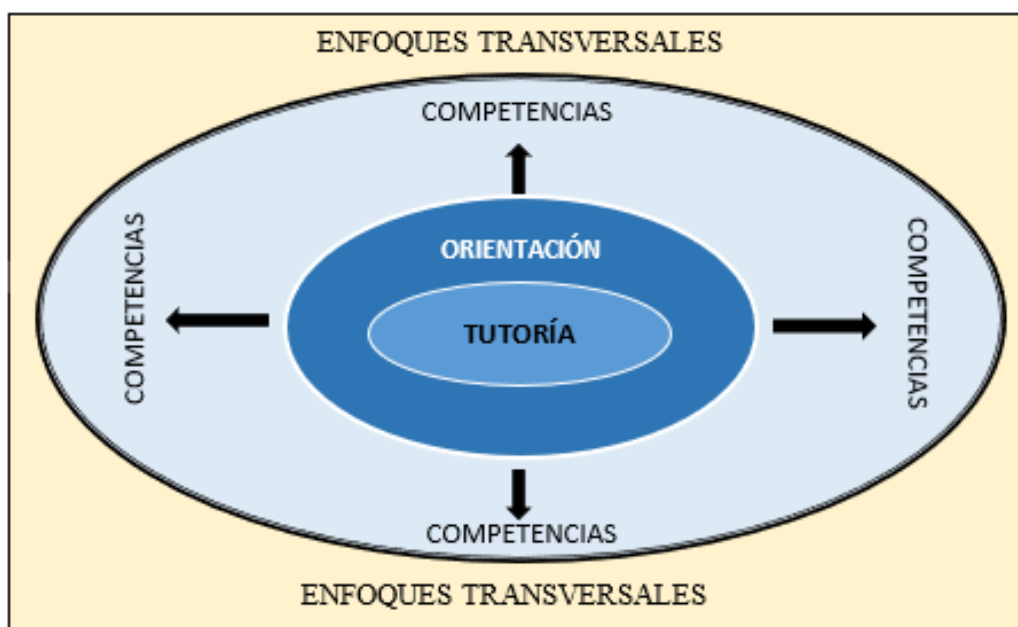 ENFOQUES TRANSVERSALES
COMPETENCIAS
COMPETENCIAS
ORIENTACIÓN
TUTORÍA
COMPETENCIAS
COMPETENCIAS
ENFOQUES TRANSVERSALES